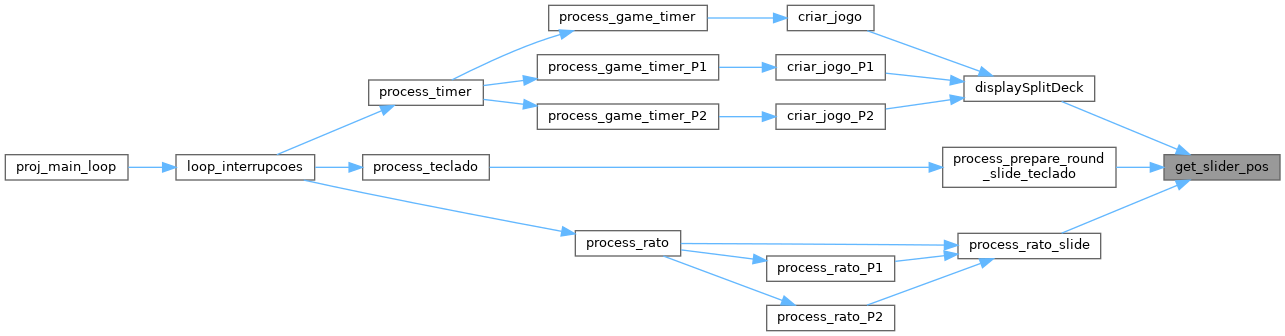 process_game_timer
criar_jogo
process_game_timer_P1
criar_jogo_P1
process_timer
displaySplitDeck
process_game_timer_P2
criar_jogo_P2
proj_main_loop
loop_interrupcoes
process_teclado
process_prepare_round
_slide_teclado
get_slider_pos
process_rato
process_rato_slide
process_rato_P1
process_rato_P2